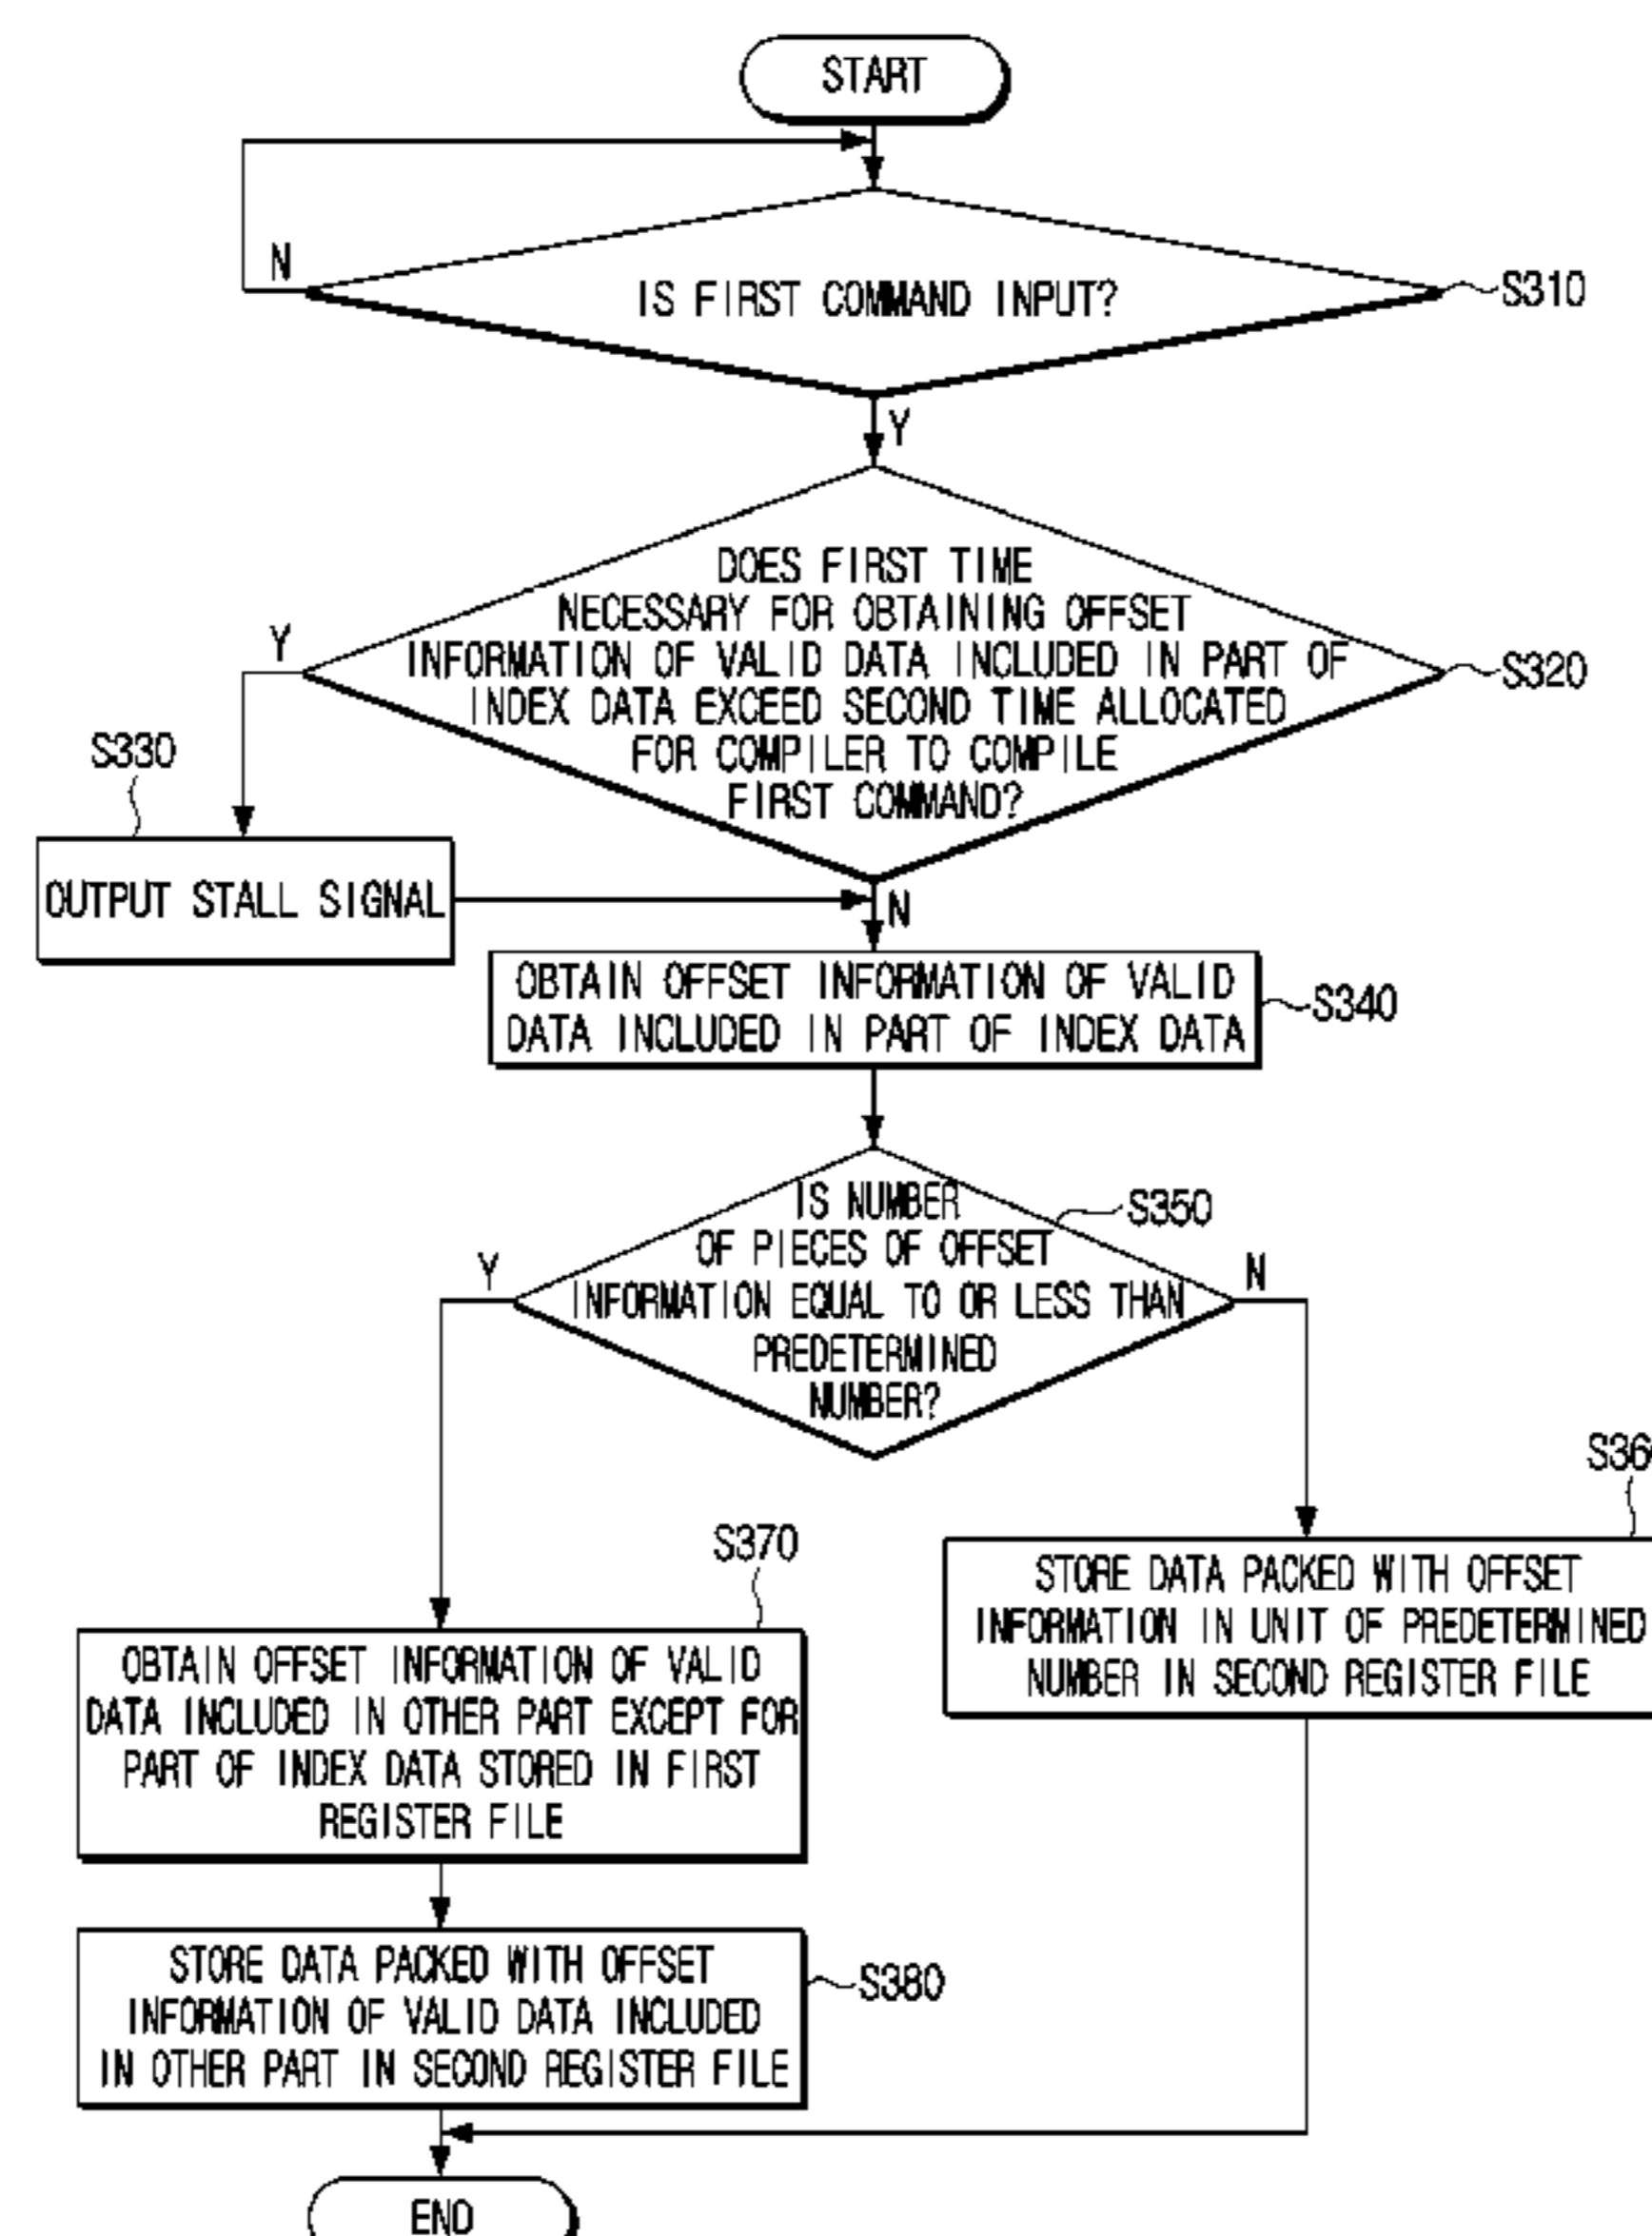 START
N
IS FIRST COMMAND INPUT?
S310
Y
DOES FIRST TIME
NECESSARY FOR OBTAINING OFFSET
INFORMATION OF VALID DATA INCLUDED IN PART OF
INDEX DATA EXCEED SECOND TIME ALLOCATED
FOR COMPILER TO COMPILE
FIRST COMMAND?
Y
S320
S330
OUTPUT STALL SIGNAL
N
OBTAIN OFFSET INFORMATION OF VALID
DATA INCLUDED IN PART OF INDEX DATA
S340
IS NUMBER
OF PIECES OF OFFSET
INFORMATION EQUAL TO OR LESS THAN
PREDETERMINED
NUMBER?
S350
Y
N
S36
STORE DATA PACKED WITH OFFSET
INFORMATION IN UNIT OF PREDETERMINED
NUMBER IN SECOND REGISTER FILE
S370
OBTAIN OFFSET INFORMATION OF VALID
DATA INCLUDED IN OTHER PART EXCEPT FOR
PART OF INDEX DATA STORED IN FIRST
REGISTER FILE
STORE DATA PACKED WITH OFFSET
INFORMATION OF VALID DATA INCLUDED
IN OTHER PART IN SECOND REGISTER FILE
S380
END